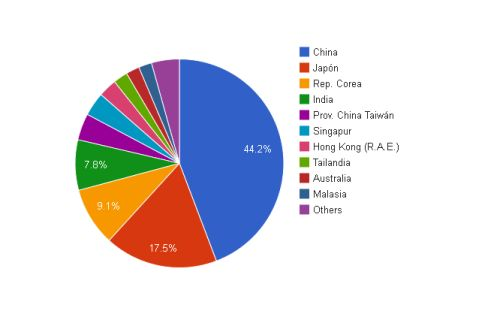 China
Japón
Rep. Corea
India
Prov. China Taiwán
Singapur
Hong Kong (R.A.E.)
Tailandia
Australia
Malasia
Others
44.2%
17.5%
9.1%
7.8%